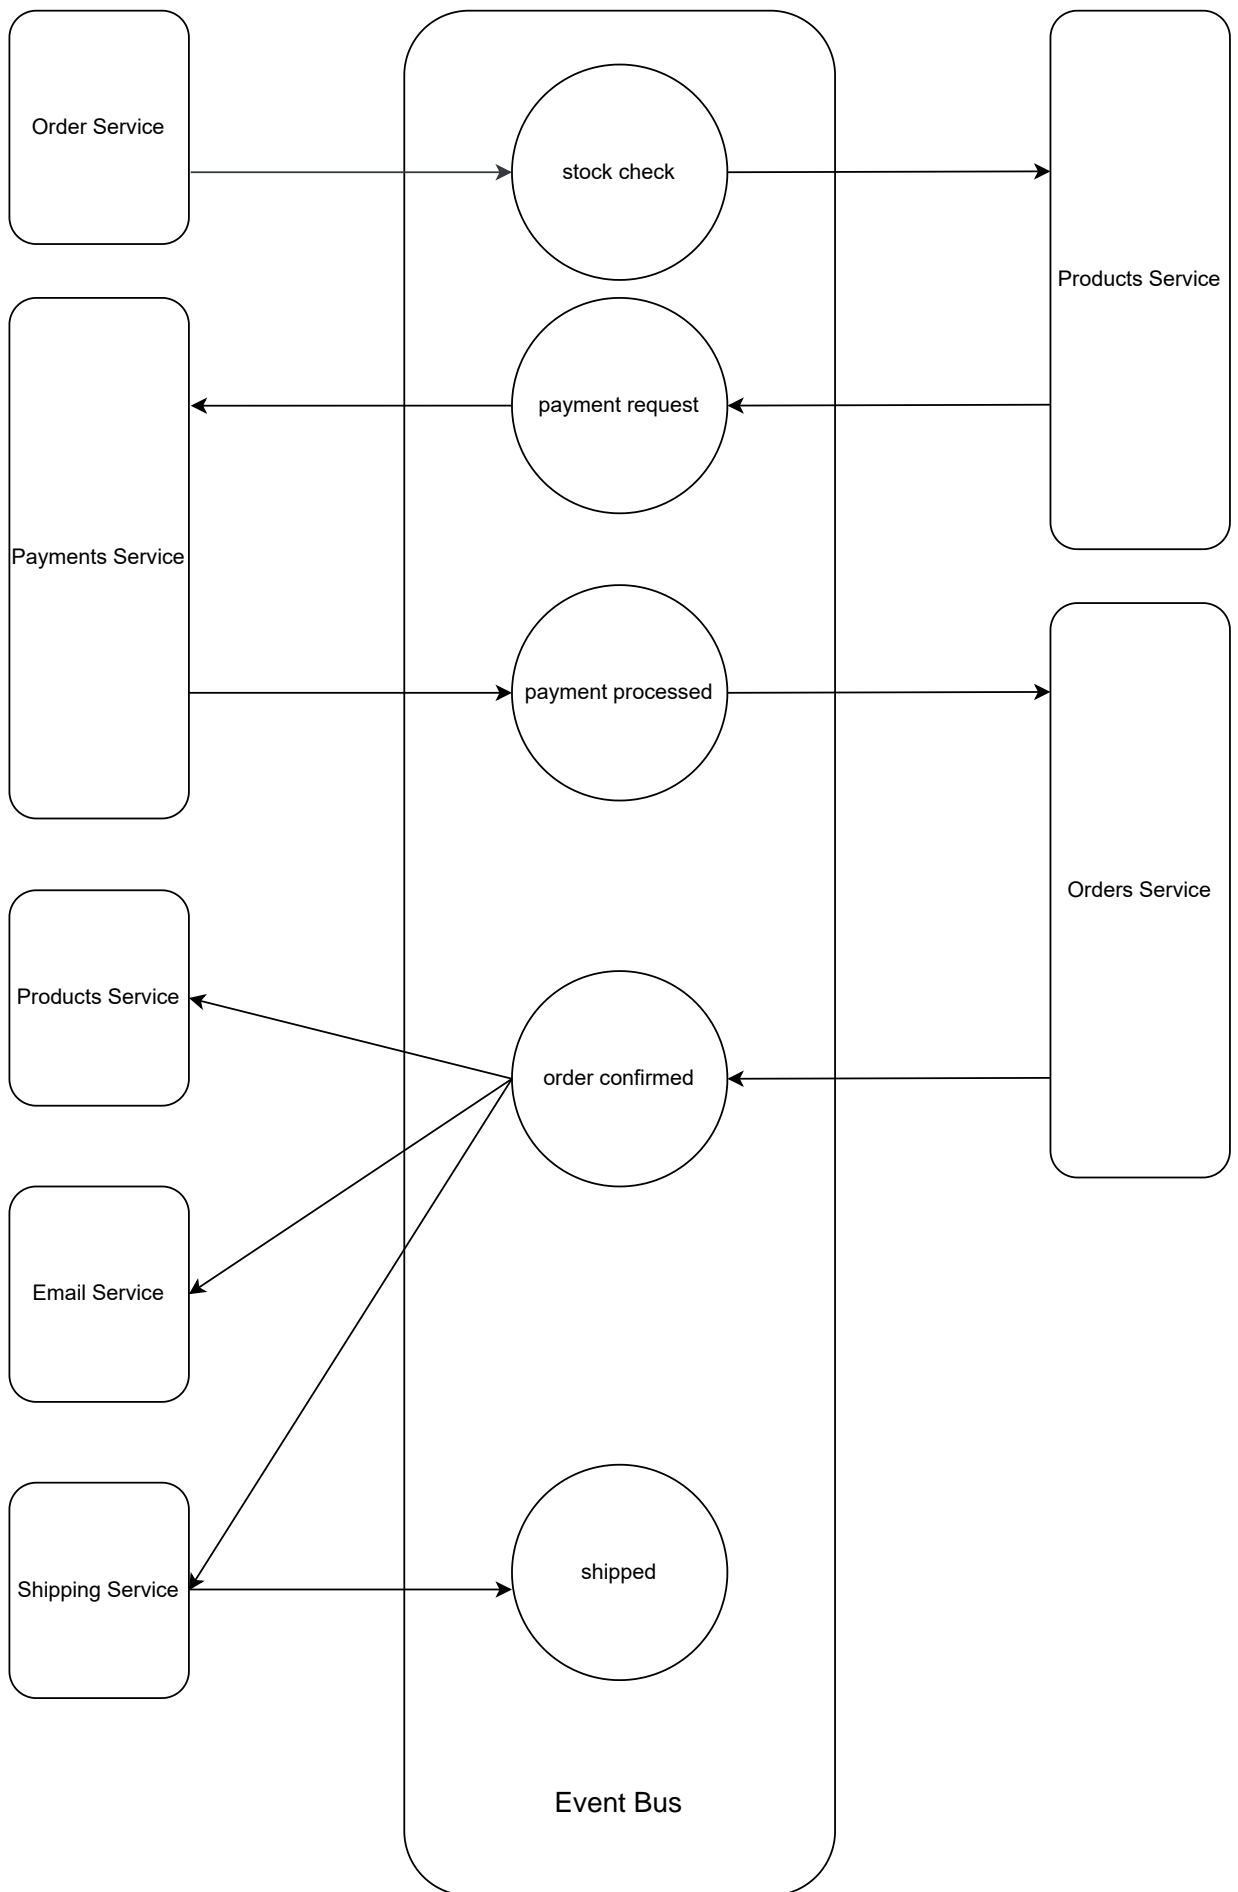 Order Service
stock check
Products Service
payment request
Payments Service
payment processed
Orders Service
Products Service
order confirmed
Email Service
shipped
Shipping Service
Event Bus